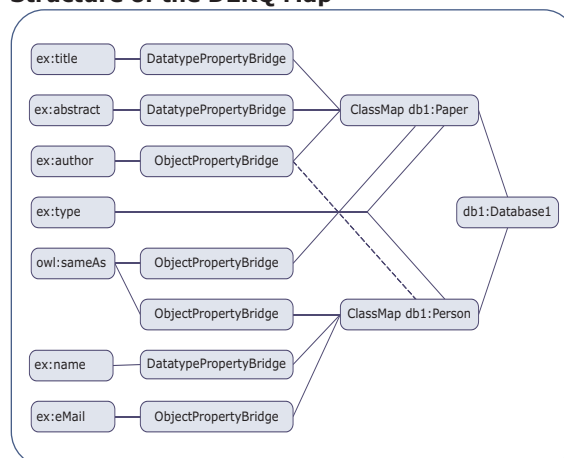 Structure of the D2RQ Map
ex:title
DatatypePropertyBridge
ex:abstract
DatatypePropertyBridge
ClassMap db1:Paper
ex:author
ObjectPropertyBridge
ex:type
db1:Database1
owl:sameAs
ObjectPropertyBridge
ObjectPropertyBridge
ClassMap db1:Person
ex:name
DatatypePropertyBridge
ex:eMail
ObjectPropertyBridge